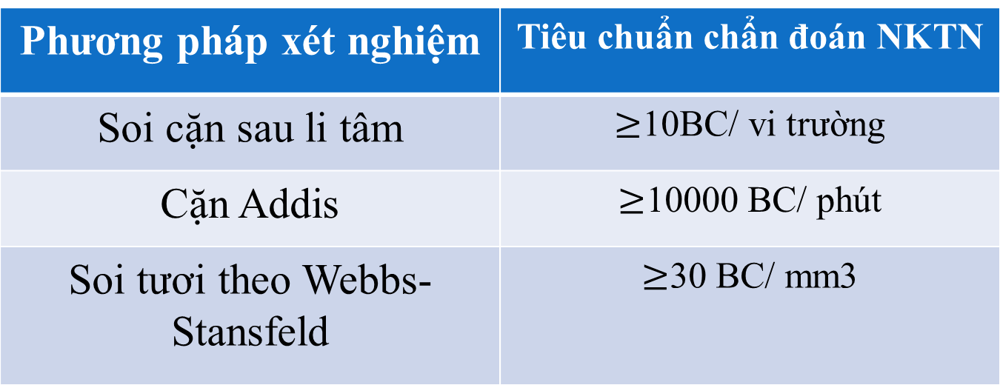 Phương pháp xét nghiệm
Tiêu chuẩn chẩn đoán NKTN
Soi cặn sau li tâm
≥10BC/ vi trường
Cặn Addis
≥10000 BC/ phút
Soi tươi theo Webbs-
Stansfeld
≥30 BC/ mm3